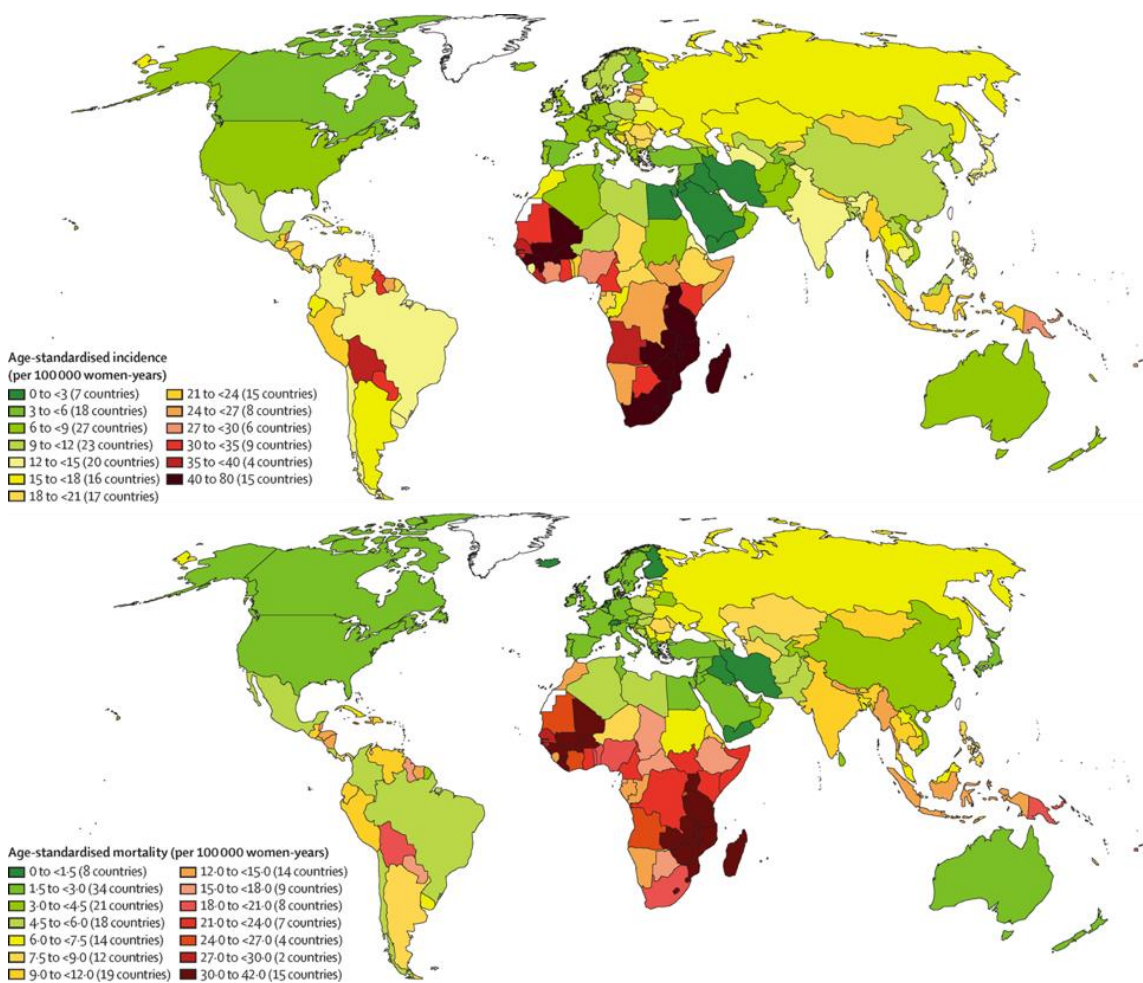 Age-standardised incidence
(per 100 000 women-years)
0 to <3 (7 countries)
3 to <6 (18 countries)
6 to <9 (27 countries)
9 to <12 (23 countries)
12 to <15 (20 countries)
15 to <18 (16 countries)
18 to <21 (17 countries)
21 to <24 (15 countries)
24 to <27 (8 countries)
27 to <30 (6 countries)
30 to <35 (9 countries)
35 to <40 (4 countries)
40 to 80 (15 countries)
Age-standardised mortality (per 100 000 women-years)
0 to <1·5 (8 countries)
1·5 to <3·0 (34 countries)
3·0 to <4·5 (21 countries)
4·5 to <6·0 (18 countries)
6·0 to <7·5 (14 countries)
7·5 to <9·0 (12 countries)
9·0 to <12·0 (19 countries)
12·0 to <15·0 (14 countries)
15·0 to <18·0 (9 countries)
18·0 to <21·0 (8 countries)
21·0 to <24·0 (7 countries)
24·0 to <27·0 (4 countries)
27·0 to <30·0 (2 countries)
30·0 to 42·0 (15 countries)